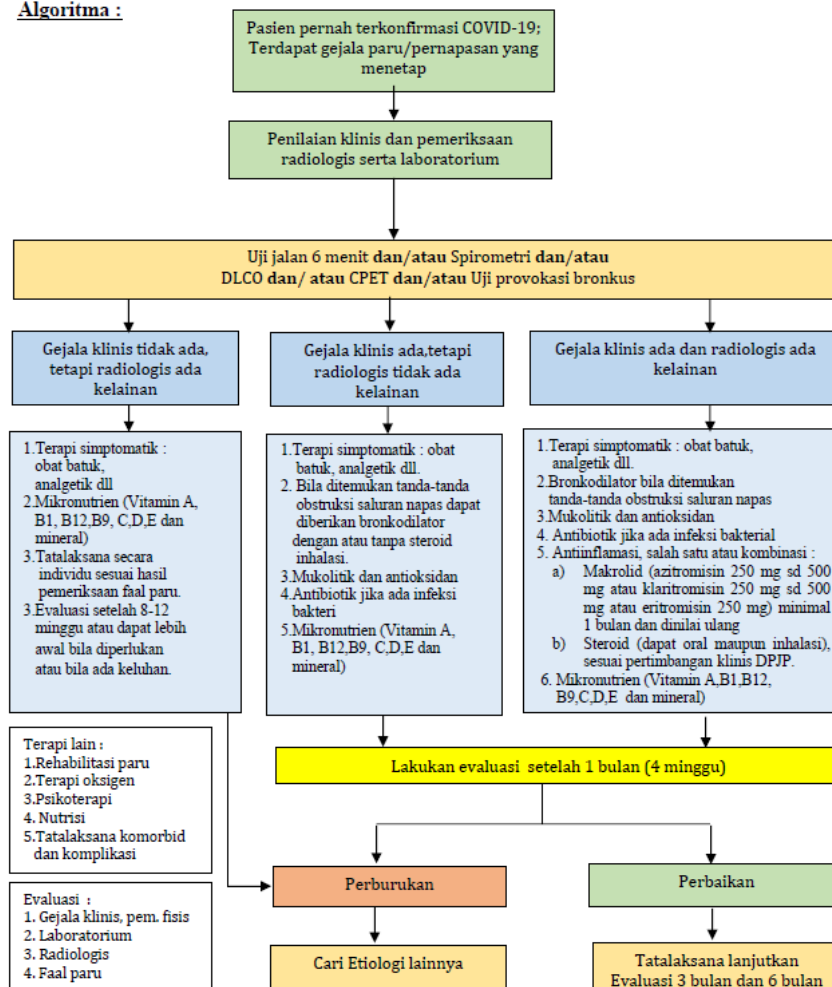 Algoritma :
Pasien pernah terkonfirmasi COVID-19;
Terdapat gejala paru/pernapasan yang
menetap
Penilaian klinis dan pemeriksaan
radiologis serta laboratorium
Uji jalan 6 menit dan/atau Spirometri dan/atau
DLCO dan/ atau CPET dan/atau Uji provokasi bronkus
Gejala klinis tidak ada,
tetapi radiologis ada
kelainan
Gejala klinis ada,tetapi
radiologis tidak ada
kelainan
Gejala klinis ada dan radiologis ada
kelainan
1.Terapi simptomatik :
obat batuk,
analgetik dll
2.Mikronutrien (Vitamin A,
B1, B12,B9, C,D,E dan
mineral)
3.Tatalaksana secara
individu sesuai hasil
pemeriksaan faal paru.
3.Evaluasi setelah 8-12
minggu atau dapat lebih
awal bila diperlukan
atau bila ada keluhan.
1.Terapi simptomatik : obat
batuk, analgetik dll.
2. Bila ditemukan tanda-tanda
obstruksi saluran napas dapat
diberikan bronkodilator
dengan atau tanpa steroid
inhalasi.
3.Mukolitik dan antioksidan
4.Antibiotik jika ada infeksi
bakteri
5.Mikronutrien (Vitamin A,
B1, B12,B9, C,D,E dan
mineral)
1.Terapi simptomatik : obat batuk,
analgetik dll.
2.Bronkodilator bila ditemukan
tanda-tanda obstruksi saluran napas
3.Mukolitik dan antioksidan
4. Antibiotik jika ada infeksi bakterial
5. Antiinflamasi, salah satu atau kombinasi :
a) Makrolid (azitromisin 250 mg sd 500
mg atau klaritromisin 250 mg sd 500
mg atau eritromisin 250 mg) minimal
1 bulan dan dinilai ulang
b) Steroid (dapat oral maupun inhalasi),
sesuai pertimbangan klinis DPJP.
6. Mikronutrien (Vitamin A,B1,B12,
B9,C,D,E dan mineral)
Terapi lain :
1.Rehabilitasi paru
2.Terapi oksigen
3.Psikoterapi
4. Nutrisi
5.Tatalaksana komorbid
dan komplikasi
Lakukan evaluasi setelah 1 bulan (4 minggu)
Evaluasi :
1. Gejala klinis, pem. fisis
2. Laboratorium
3. Radiologis
4. Faal paru
Perburukan
Perbaikan
Cari Etiologi lainnya
Tatalaksana lanjutkan
Evaluasi 3 bulan dan 6 bulan